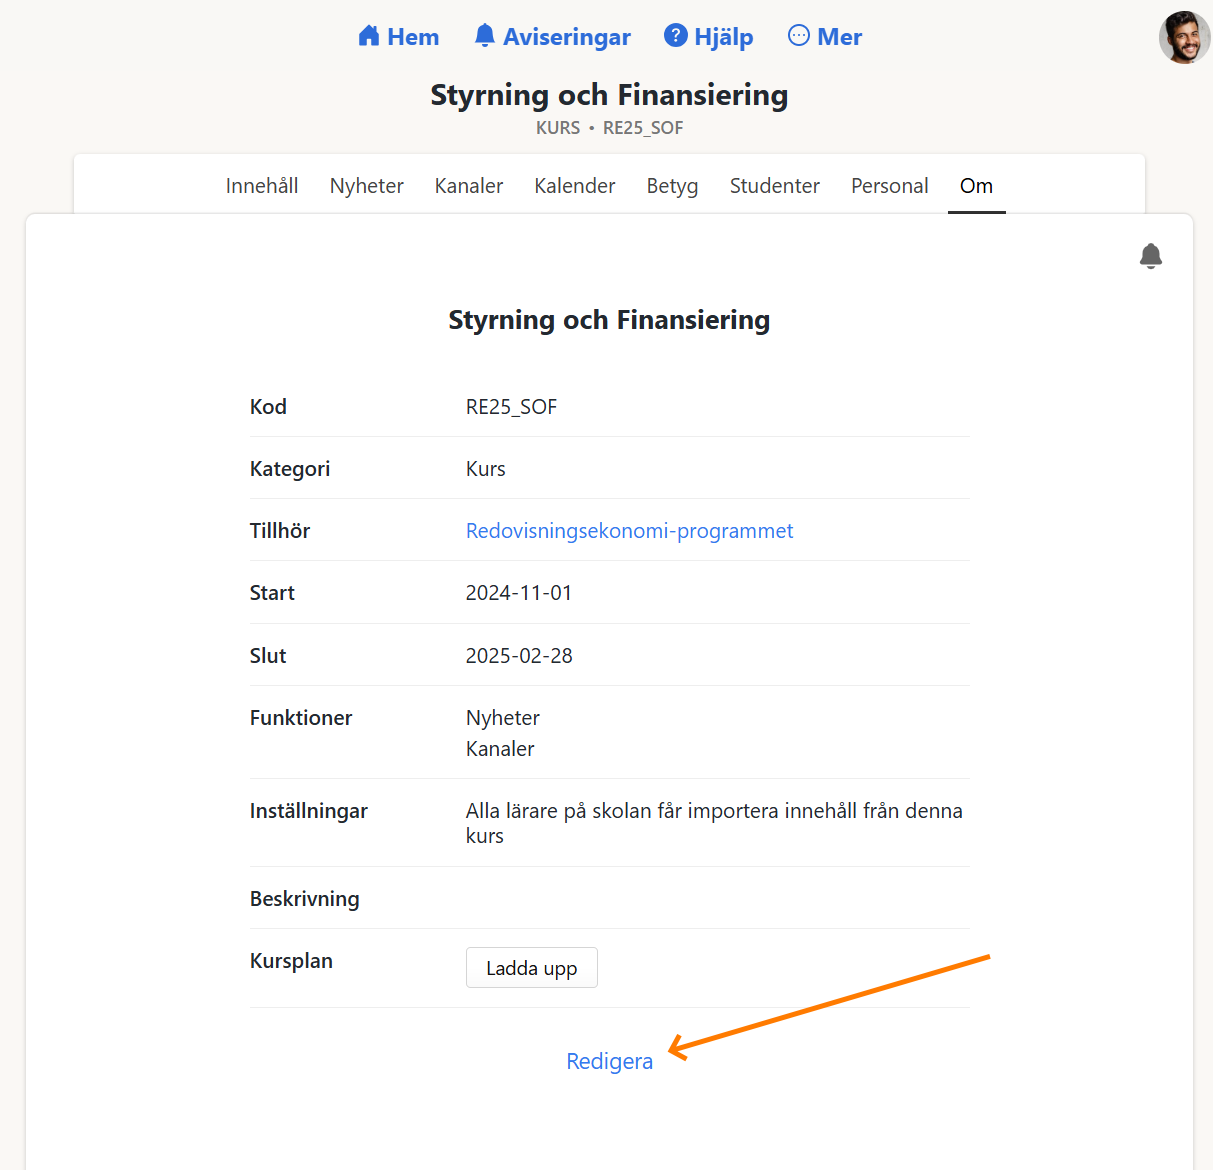 Hem Aviseringar Hjälp Mer
Styrning och Finansiering
KURS • RE25_SOF
Innehåll Nyheter Kanaler Kalender Betyg Studenter Personal Om
Styrning och Finansiering
Kod RE25_SOF
Kategori Kurs
Tillhör Redovisningsekonomi-programmet
Start 2024-11-01
Slut 2025-02-28
Funktioner Nyheter
Kanaler
Inställningar Alla lärare på skolan får importera innehåll från denna
kurs
Beskrivning
Kursplan Ladda upp
Redigera